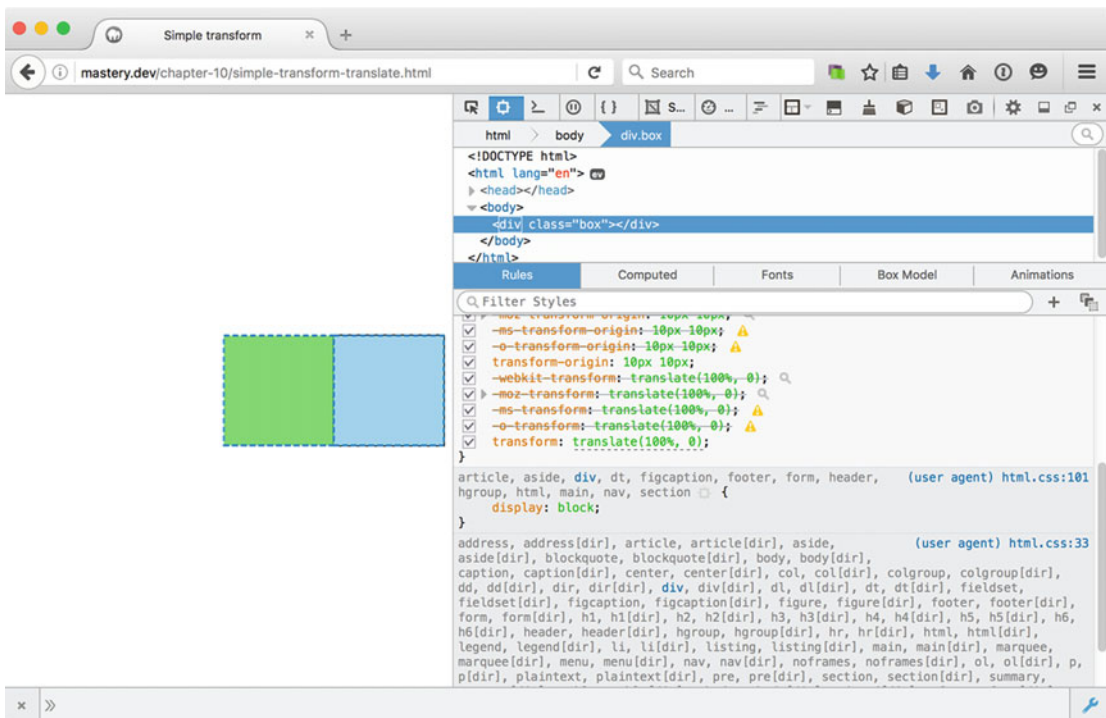 Simple transform × +
mastery.dev/chapter-10/simple-transform-translate.html
Search
{ } S... ...
html body div.box
<!DOCTYPE html>
<html lang="en"> ev
<head></head>
<body>
<div class="box"></div>
</body>
</html>
Rules Computed Fonts Box Model Animations
Filter Styles +
-moz-transform-origin: 10px 10px;
-ms-transform-origin: 10px 10px;
-o-transform-origin: 10px 10px;
transform-origin: 10px 10px;
-webkit-transform: translate(100%, 0);
-moz-transform: translate(100%, 0);
-ms-transform: translate(100%, 0);
-o-transform: translate(100%, 0);
transform: translate(100%, 0);
}
article, aside, div, dt, figcaption, footer, form, header, (user agent) html.css:101
hgroup, html, main, nav, section {
display: block;
}
address, address[dir], article, article[dir], aside, (user agent) html.css:33
aside[dir], blockquote, blockquote[dir], body, body[dir],
caption, caption[dir], center, center[dir], col, col[dir], colgroup, colgroup[dir],
dd, dd[dir], dir, dir[dir], div, div[dir], dl, dl[dir], dt, dt[dir], fieldset,
fieldset[dir], figcaption, figcaption[dir], figure, figure[dir], footer, footer[dir],
form, form[dir], h1, h1[dir], h2, h2[dir], h3, h3[dir], h4, h4[dir], h5, h5[dir], h6,
h6[dir], header, header[dir], hgroup, hgroup[dir], hr, hr[dir], html, html[dir],
legend, legend[dir], li, li[dir], listing, listing[dir], main, main[dir], marquee,
marquee[dir], menu, menu[dir], nav, nav[dir], noframes, noframes[dir], ol, ol[dir], p,
p[dir], plaintext, plaintext[dir], pre, pre[dir], section, section[dir], summary,
× »